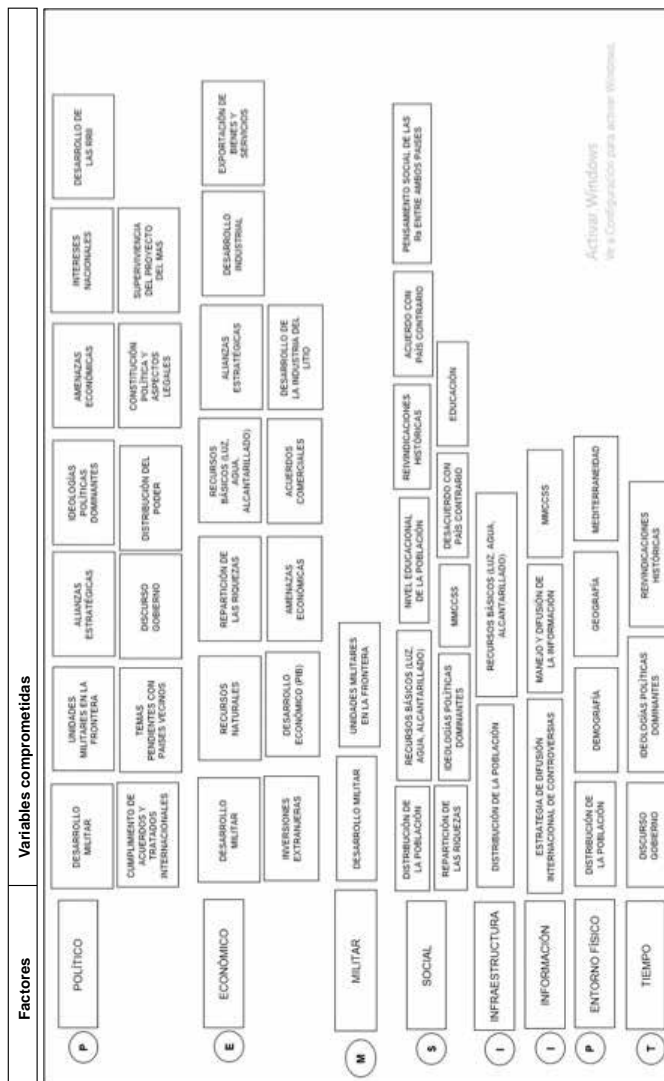 Factores
Variables comprometidas
P
POLÍTICO
DESARROLLO
MILITAR
UNIDADES
MILITARES EN LA
FRONTERA
ALIANZAS
ESTRATÉGICAS
IDEOLOGÍAS
POLÍTICAS
DOMINANTES
AMENAZAS
ECONÓMICAS
INTERESES
NACIONALES
DESARROLLO DE
LAS RRII
CUMPLIMIENTO DE
ACUERDOS Y
TRATADOS
INTERNACIONALES
TEMAS
PENDIENTES CON
PAISES VECINOS
DISCURSO
GOBIERNO
DISTRIBUCIÓN DEL
PODER
CONSTITUCIÓN
POLÍTICA Y
ASPECTOS
LEGALES
SUPERVIVENCIA
DEL PROYECTO
DEL MAS
E
ECONÓMICO
DESARROLLO
MILITAR
RECURSOS
NATURALES
REPARTICIÓN DE
LAS RIQUEZAS
RECURSOS
BÁSICOS (LUZ,
AGUA,
ALCANTARILLADO)
ALIANZAS
ESTRATÉGICAS
DESARROLLO
INDUSTRIAL
EXPORTACIÓN DE
BIENES Y
SERVICIOS
INVERSIONES
EXTRANJERAS
DESARROLLO
ECONÓMICO (PIB)
AMENAZAS
ECONÓMICAS
ACUERDOS
COMERCIALES
DESARROLLO DE
LA INDUSTRIA DEL
LITIO
M
MILITAR
DESARROLLO MILITAR
UNIDADES MILITARES
EN LA FRONTERA
S
SOCIAL
DISTRIBUCIÓN DE
LA POBLACIÓN
RECURSOS BÁSICOS (LUZ,
AGUA, ALCANTARILLADO)
NIVEL EDUCACIONAL
DE LA POBLACIÓN
REIVINDICACIONES
HISTÓRICAS
ACUERDO CON
PAÍS CONTRARIO
PENSAMIENTO SOCIAL DE LAS
Rs ENTRE AMBOS PAISES
REPARTICIÓN DE
LAS RIQUEZAS
IDEOLOGÍAS POLÍTICAS
DOMINANTES
MMCCSS
DESACUERDO CON
PAÍS CONTRARIO
EDUCACIÓN
I
INFRAESTRUCTURA
DISTRIBUCIÓN DE LA POBLACIÓN
RECURSOS BÁSICOS (LUZ, AGUA,
ALCANTARILLADO)
I
INFORMACIÓN
ESTRATEGIA DE DIFUSIÓN
INTERNACIONAL DE CONTROVERSIAS
MANEJO Y DIFUSIÓN DE
LA INFORMACIÓN
MMCCSS
P
ENTORNO FÍSICO
DISTRIBUCIÓN DE
LA POBLACIÓN
DEMOGRAFÍA
GEOGRAFÍA
MEDITERRANEIDAD
T
TIEMPO
DISCURSO
GOBIERNO
IDEOLOGÍAS POLÍTICAS
DOMINANTES
REIVINDICACIONES
HISTÓRICAS
Activar Windows
Ve a Configuración para activar Windows.